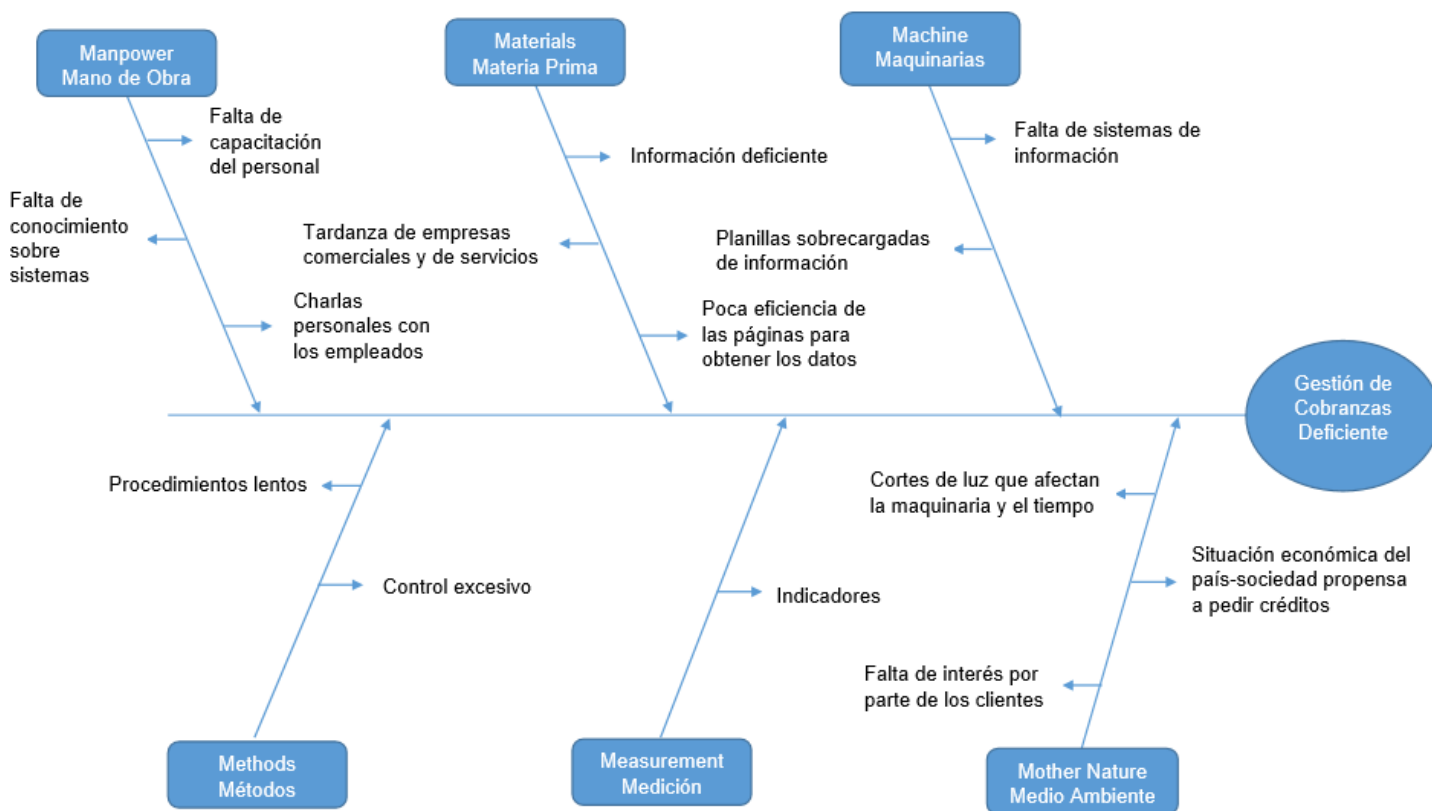 Manpower
Mano de Obra
Materials
Materia Prima
Machine
Maquinarias
Falta de
capacitación
del personal
Falta de
conocimiento
sobre
sistemas
Charlas
personales con
los empleados
Información deficiente
Tardanza de empresas
comerciales y de servicios
Poca eficiencia de
las páginas para
obtener los datos
Falta de sistemas de
información
Planillas sobrecargadas
de información
Gestión de
Cobranzas
Deficiente
Procedimientos lentos
Control excesivo
Indicadores
Cortes de luz que afectan
la maquinaria y el tiempo
Situación económica del
país-sociedad propensa
a pedir créditos
Falta de interés por
parte de los clientes
Methods
Métodos
Measurement
Medición
Mother Nature
Medio Ambiente